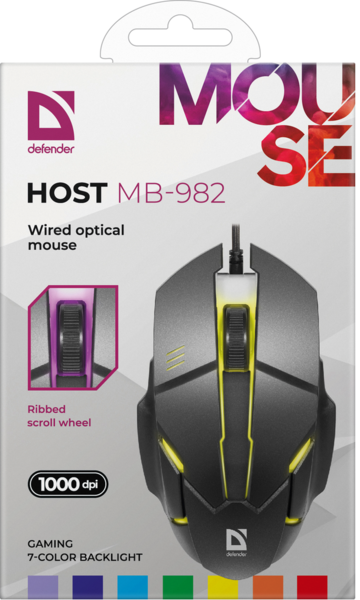 MOU
SE
defender
HOST MB-982
Wired optical
mouse
Ribbed
scroll wheel
1000 dpi
defender
GAMING
7-COLOR BACKLIGHT